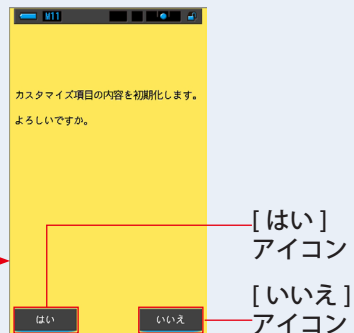 M11
カスタマイズ項目の内容を初期化します。
よろしいですか。
[ はい ]
アイコン
[ いいえ ]
アイコン
はい
いいえ